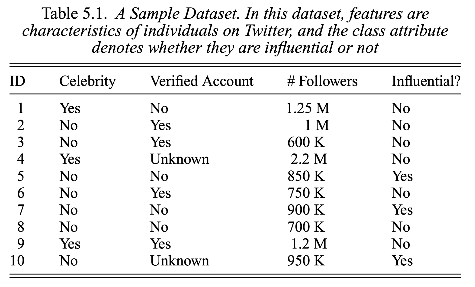 Table 5.1. A Sample Dataset. In this dataset, features are
characteristics of individuals on Twitter, and the class attribute
denotes whether they are influential or not
ID Celebrity Verified Account # Followers Influential?
1 Yes No 1.25 M No
2 No Yes 1 M No
3 No Yes 600 K No
4 Yes Unknown 2.2 M No
5 No No 850 K Yes
6 No Yes 750 K No
7 No No 900 K Yes
8 No No 700 K No
9 Yes Yes 1.2 M No
10 No Unknown 950 K Yes